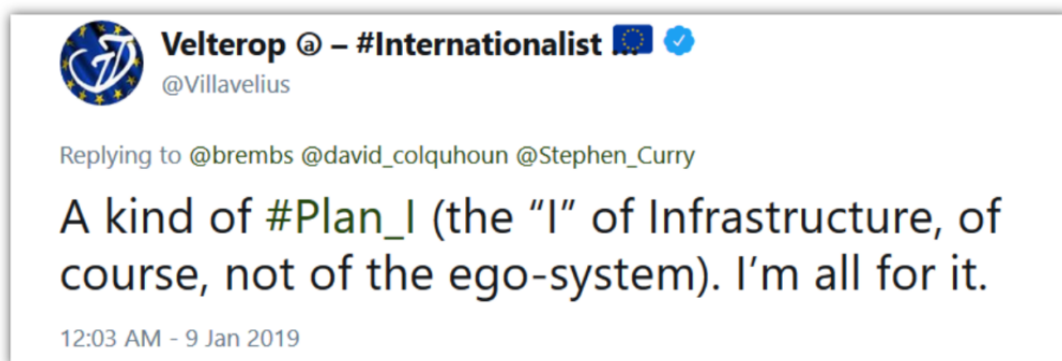 Velterop ⓐ – #Internationalist 🇪🇺...
@Villavelius
Replying to @brembs @david_colquhoun @Stephen_Curry
A kind of #Plan_I (the “I” of Infrastructure, of
course, not of the ego-system). I’m all for it.
12:03 AM - 9 Jan 2019